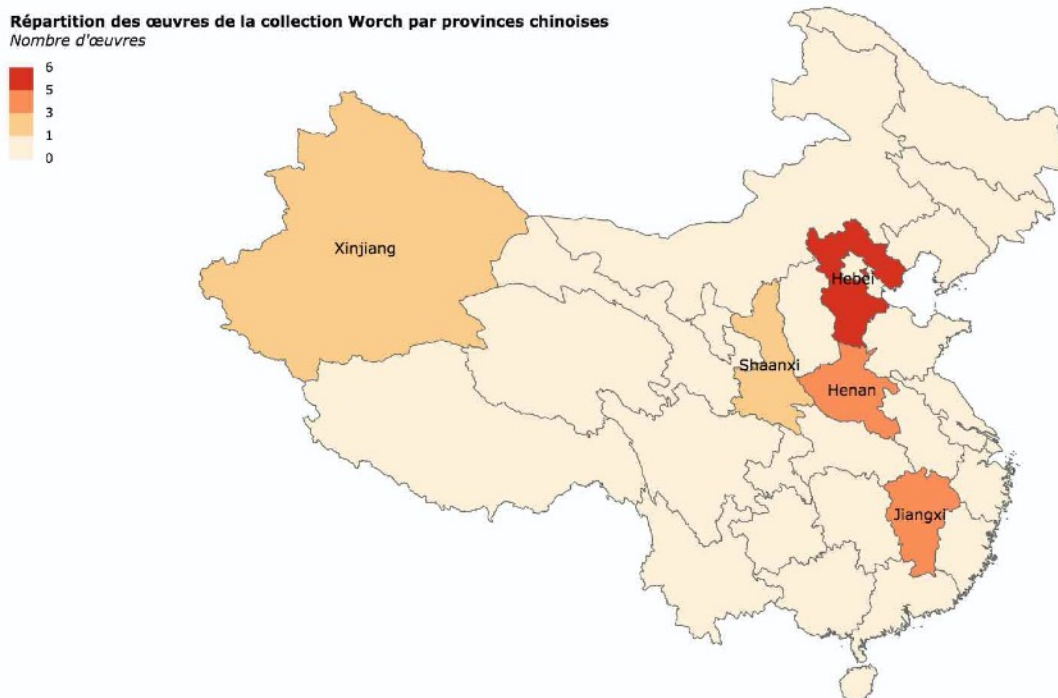 Répartition des œuvres de la collection Worch par provinces chinoises
Nombre d'œuvres
6
5
3
1
0
Xinjiang
Hebei
Shaanxi
Henan
Jiangxi